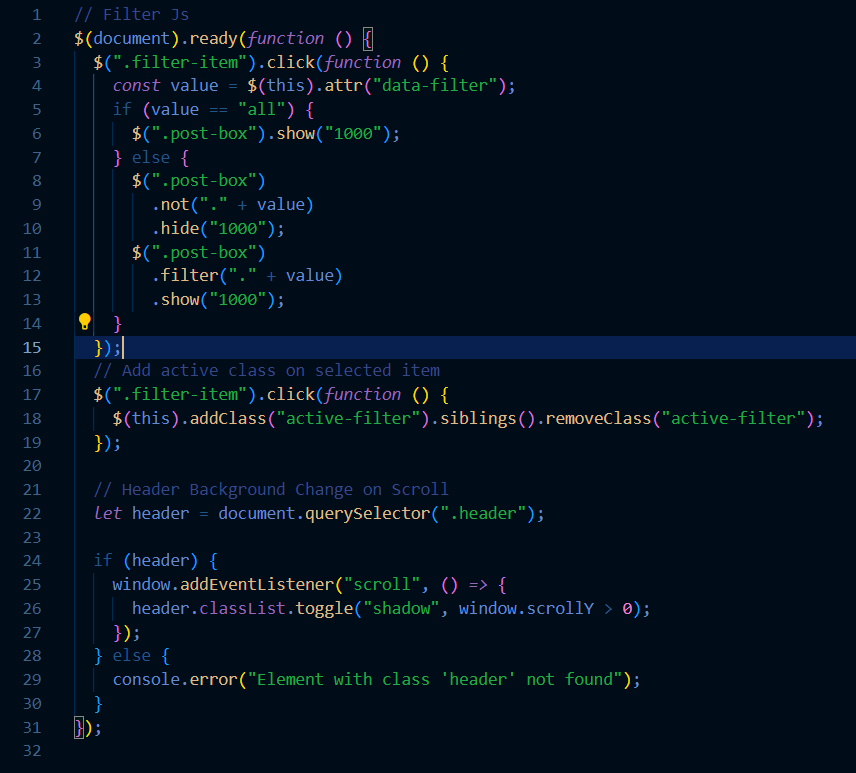 1 // Filter Js
2 $(document).ready(function () {
3 $(".filter-item").click(function () {
4 const value = $(this).attr("data-filter");
5 if (value == "all") {
6 $(".post-box").show("1000");
7 } else {
8 $(".post-box")
9 .not("." + value)
10 .hide("1000");
11 $(".post-box")
12 .filter("." + value)
13 .show("1000");
14 }
15 });
16 // Add active class on selected item
17 $(".filter-item").click(function () {
18 $(this).addClass("active-filter").siblings().removeClass("active-filter");
19 });
20
21 // Header Background Change on Scroll
22 let header = document.querySelector(".header");
23
24 if (header) {
25 window.addEventListener("scroll", () => {
26 header.classList.toggle("shadow", window.scrollY > 0);
27 });
28 } else {
29 console.error("Element with class 'header' not found");
30 }
31 });
32